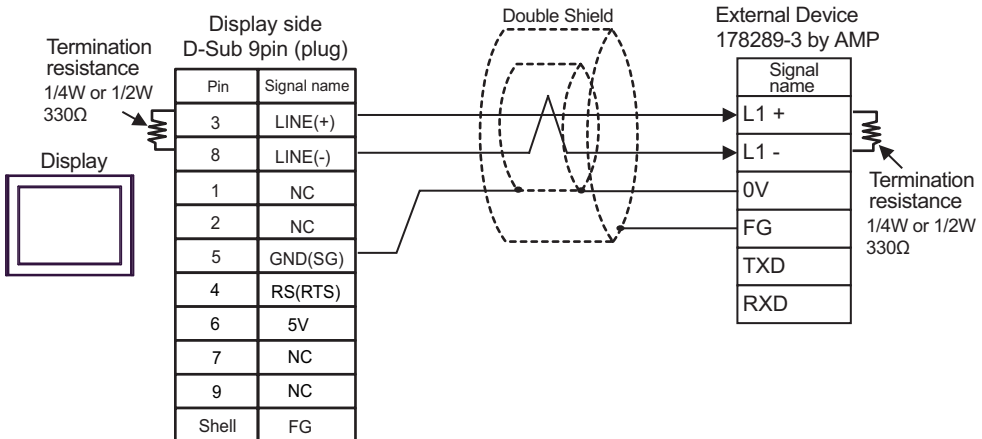 Double Shield
External Device
178289-3 by AMP
Display side
D-Sub 9pin (plug)
Termination
resistance
1/4W or 1/2W
330Ω
Display
Pin Signal name
3 LINE(+)
8 LINE(-)
1 NC
2 NC
5 GND(SG)
4 RS(RTS)
6 5V
7 NC
9 NC
Shell FG
Signal
name
L1 +
L1 -
0V
FG
TXD
RXD
Termination
resistance
1/4W or 1/2W
330Ω